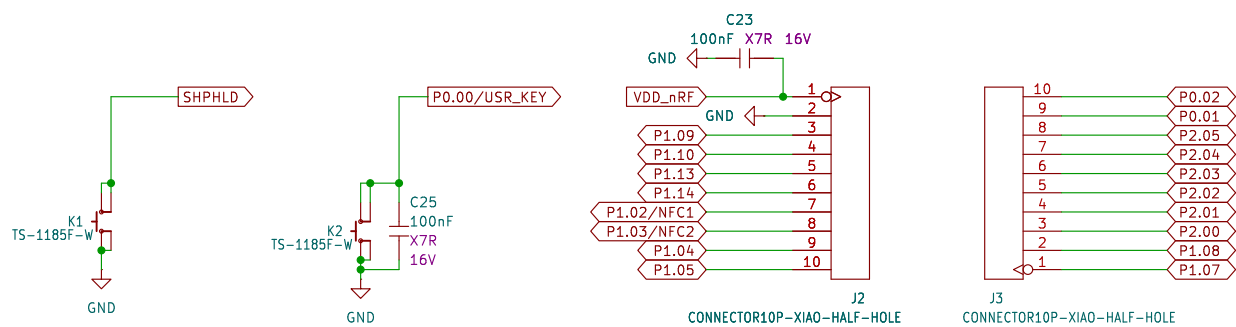 SHPHLD
K1
TS-1185F-W
GND
P0.00/USR_KEY
K2
TS-1185F-W
C25
100nF
X7R
16V
GND
C23
100nF X7R 16V
GND
VDD_nRF 1
GND 2
P1.09 3
P1.10 4
P1.13 5
P1.14 6
P1.02/NFC1 7
P1.03/NFC2 8
P1.04 9
P1.05 10
J2
CONNECTOR10P-XIAO-HALF-HOLE
10 P0.02
9 P0.01
8 P2.05
7 P2.04
6 P2.03
5 P2.02
4 P2.01
3 P2.00
2 P1.08
1 P1.07
J3
CONNECTOR10P-XIAO-HALF-HOLE